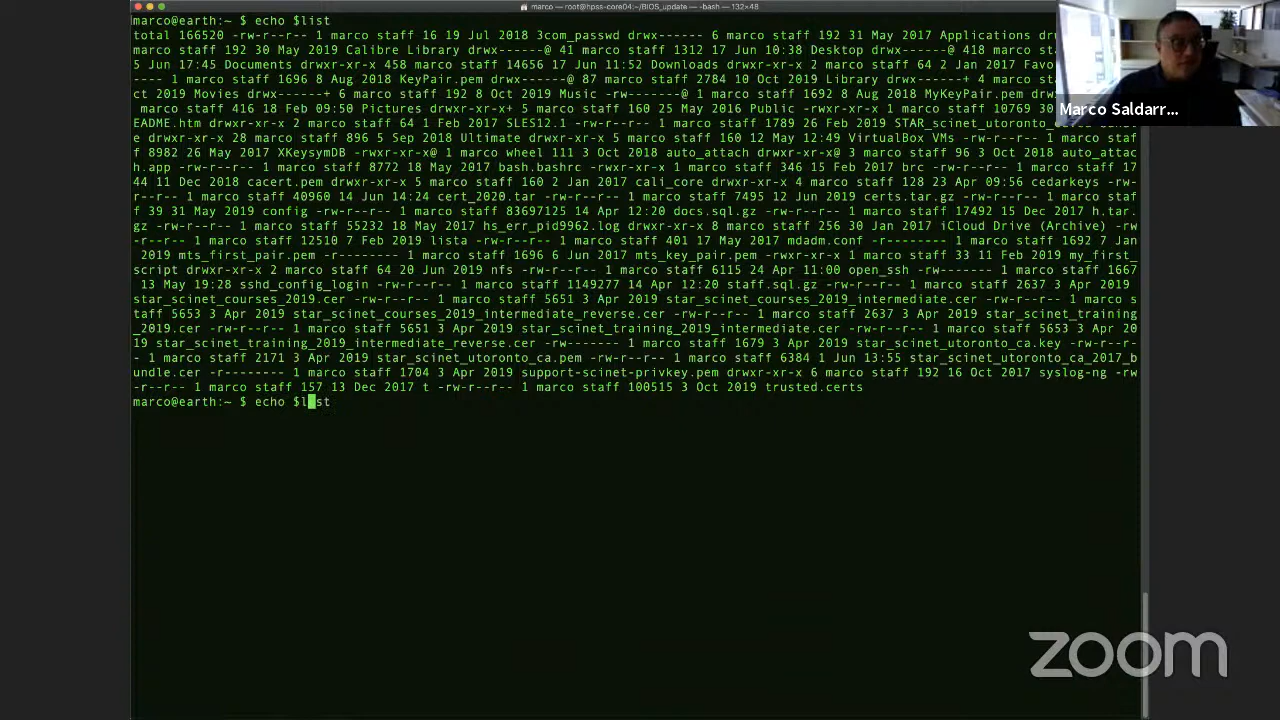 marco — root@hpss-core04:~/BIOS_update — -bash — 132×48
marco@earth:~ $ echo $list
total 166520 -rw-r--r-- 1 marco staff 16 19 Jul 2018 3com_passwd drwx------ 6 marco staff 192 31 May 2017 Applications drwx------@
marco staff 192 30 May 2019 Calibre Library drwx------@ 41 marco staff 1312 17 Jun 10:38 Desktop drwx------@ 418 marco staff
5 Jun 17:45 Documents drwxr-xr-x 458 marco staff 14656 17 Jun 11:52 Downloads drwxr-xr-x 2 marco staff 64 2 Jan 2017 Favo
---- 1 marco staff 1696 8 Aug 2018 KeyPair.pem drwx------@ 87 marco staff 2784 10 Oct 2019 Library drwx------+ 4 marco staff
ct 2019 Movies drwx------+ 6 marco staff 192 8 Oct 2019 Music -rw------@ 1 marco staff 1692 8 Aug 2018 MyKeyPair.pem drwx
marco staff 416 18 Feb 09:50 Pictures drwxr-xr-x+ 5 marco staff 160 25 May 2016 Public -rw-r--r-- 1 marco staff 10769 30
EADME.htm drwxr-xr-x 2 marco staff 64 1 Feb 2017 SLES12.1 -rw-r--r-- 1 marco staff 1789 26 Feb 2019 STAR_scinet_utoronto_
e drwxr-xr-x 28 marco staff 896 5 Sep 2018 Ultimate drwxr-xr-x 5 marco staff 160 12 May 12:49 VirtualBox VMs -rw-r--r-- 1 marco staf
f 8982 26 May 2017 XKeysymDB -rwxr-xr-x@ 1 marco wheel 111 3 Oct 2018 auto_attach drwxr-xr-x@ 3 marco staff 96 3 Oct 2018 auto_attac
h.app -rw-r--r-- 1 marco staff 8772 18 May 2017 bash.bashrc -rwxr-xr-x 1 marco staff 346 15 Feb 2017 brc -rw-r--r-- 1 marco staff 17
44 11 Dec 2018 cacert.pem drwxr-xr-x 5 marco staff 160 2 Jan 2017 cali_core drwxr-xr-x 4 marco staff 128 23 Apr 09:56 cedarkeys -rw-
r--r-- 1 marco staff 40960 14 Jun 14:24 cert_2020.tar -rw-r--r-- 1 marco staff 7495 12 Jun 2019 certs.tar.gz -rw-r--r-- 1 marco staf
f 39 31 May 2019 config -rw-r--r-- 1 marco staff 83697125 14 Apr 12:20 docs.sql.gz -rw-r--r-- 1 marco staff 17492 15 Dec 2017 h.tar.
gz -rw-r--r-- 1 marco staff 55232 18 May 2017 hs_err_pid9962.log drwxr-xr-x 8 marco staff 256 30 Jan 2017 iCloud Drive (Archive) -rw
-r--r-- 1 marco staff 12510 7 Feb 2019 lista -rw-r--r-- 1 marco staff 401 17 May 2017 mdadm.conf -r-------- 1 marco staff 1692 7 Jan
2019 mts_first_pair.pem -r-------- 1 marco staff 1696 6 Jun 2017 mts_key_pair.pem -rwxr-xr-x 1 marco staff 33 11 Feb 2019 my_first_
script drwxr-xr-x 2 marco staff 64 20 Jun 2019 nfs -rw-r--r-- 1 marco staff 6115 24 Apr 11:00 open_ssh -rw------- 1 marco staff 1667
13 May 19:28 sshd_config_login -rw-r--r-- 1 marco staff 1149277 14 Apr 12:20 staff.sql.gz -rw-r--r-- 1 marco staff 2637 3 Apr 2019
star_scinet_courses_2019.cer -rw-r--r-- 1 marco staff 5651 3 Apr 2019 star_scinet_courses_2019_intermediate.cer -rw-r--r-- 1 marco s
taff 5653 3 Apr 2019 star_scinet_courses_2019_intermediate_reverse.cer -rw-r--r-- 1 marco staff 2637 3 Apr 2019 star_scinet_training
_2019.cer -rw-r--r-- 1 marco staff 5651 3 Apr 2019 star_scinet_training_2019_intermediate.cer -rw-r--r-- 1 marco staff 5653 3 Apr 20
19 star_scinet_training_2019_intermediate_reverse.cer -rw------- 1 marco staff 1679 3 Apr 2019 star_scinet_utoronto_ca.key -rw-r--r-
- 1 marco staff 2171 3 Apr 2019 star_scinet_utoronto_ca.pem -rw-r--r-- 1 marco staff 6384 1 Jun 13:55 star_scinet_utoronto_ca_2017_b
undle.cer -r-------- 1 marco staff 1704 3 Apr 2019 support-scinet-privkey.pem drwxr-xr-x 6 marco staff 192 16 Oct 2017 syslog-ng -rw
-r--r-- 1 marco staff 157 13 Dec 2017 t -rw-r--r-- 1 marco staff 100515 3 Oct 2019 trusted.certs
marco@earth:~ $ echo $list
Marco Saldarr...
zoom